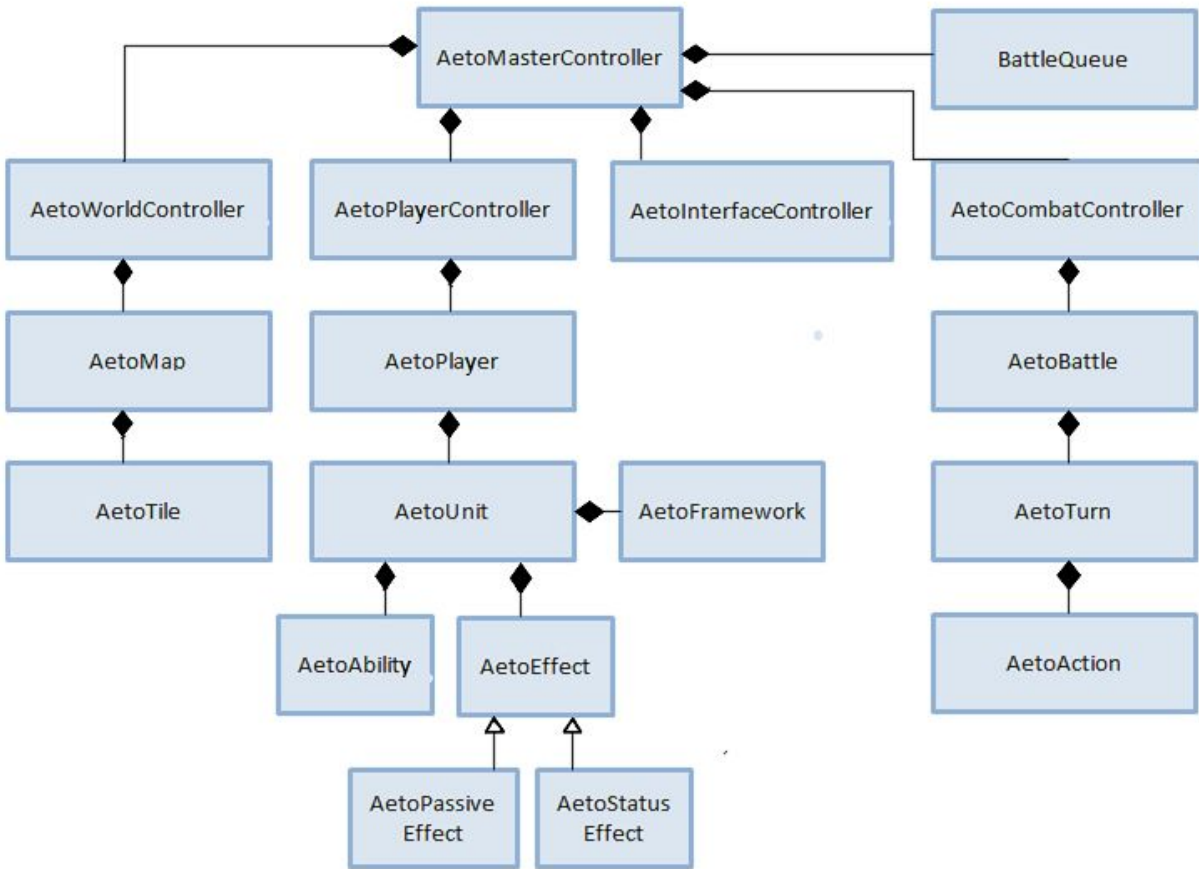 AetoMasterController
BattleQueue
AetoWorldController
AetoPlayerController
AetoInterfaceController
AetoCombatController
AetoMap
AetoPlayer
AetoBattle
AetoTile
AetoUnit
AetoFramework
AetoTurn
AetoAbility
AetoEffect
AetoAction
AetoPassive
Effect
AetoStatus
Effect